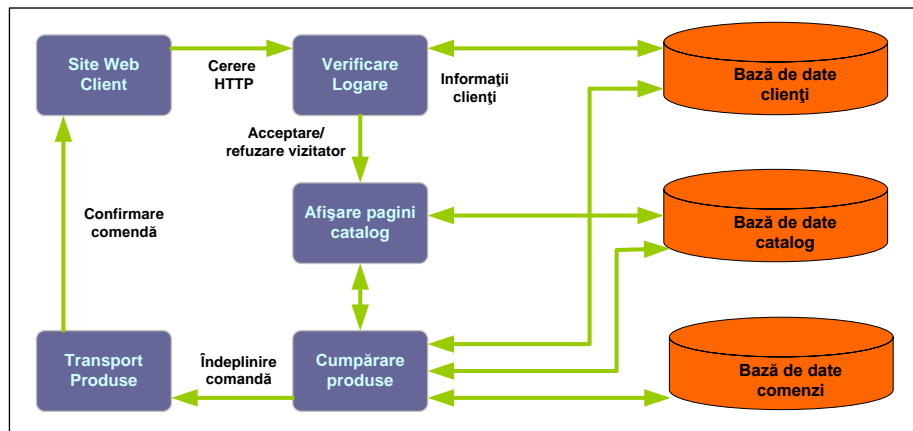 Site Web
Client
Cerere
HTTP
Verificare
Logare
Informaţii
clienţi
Bază de date
clienţi
Acceptare/
refuzare vizitator
Confirmare
comendă
Afişare pagini
catalog
Bază de date
catalog
Transport
Produse
Îndeplinire
comandă
Cumpărare
produse
Bază de date
comenzi